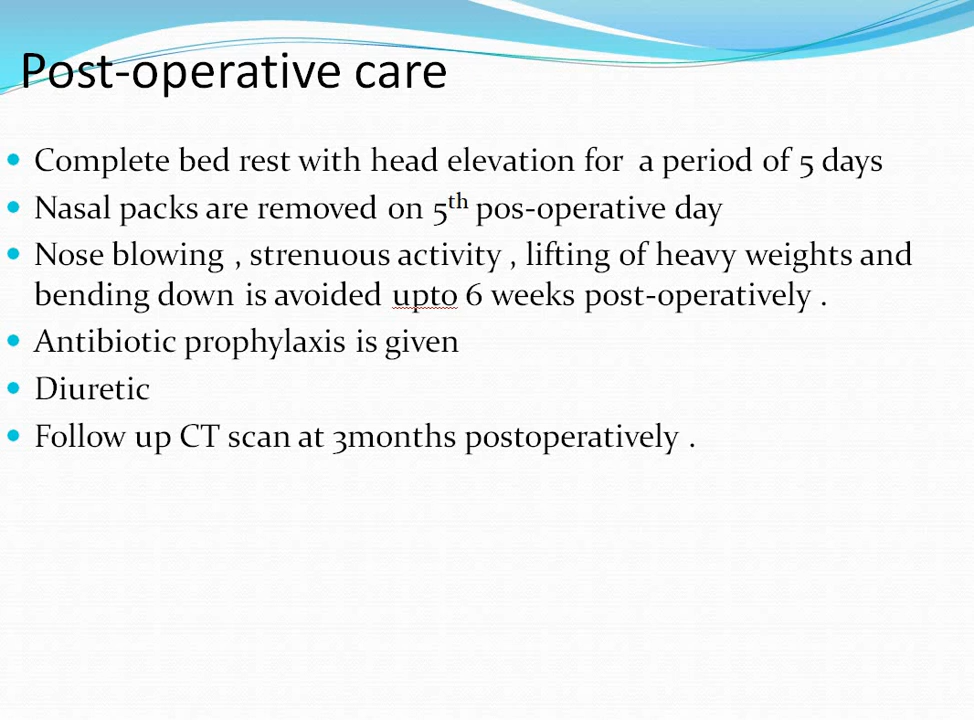 Post-operative care
Complete bed rest with head elevation for  a period of 5 days
Nasal packs are removed on 5th pos-operative day
Nose blowing , strenuous activity , lifting of heavy weights and
bending down is avoided upto 6 weeks post-operatively .
Antibiotic prophylaxis is given
Diuretic
Follow up CT scan at 3months postoperatively .